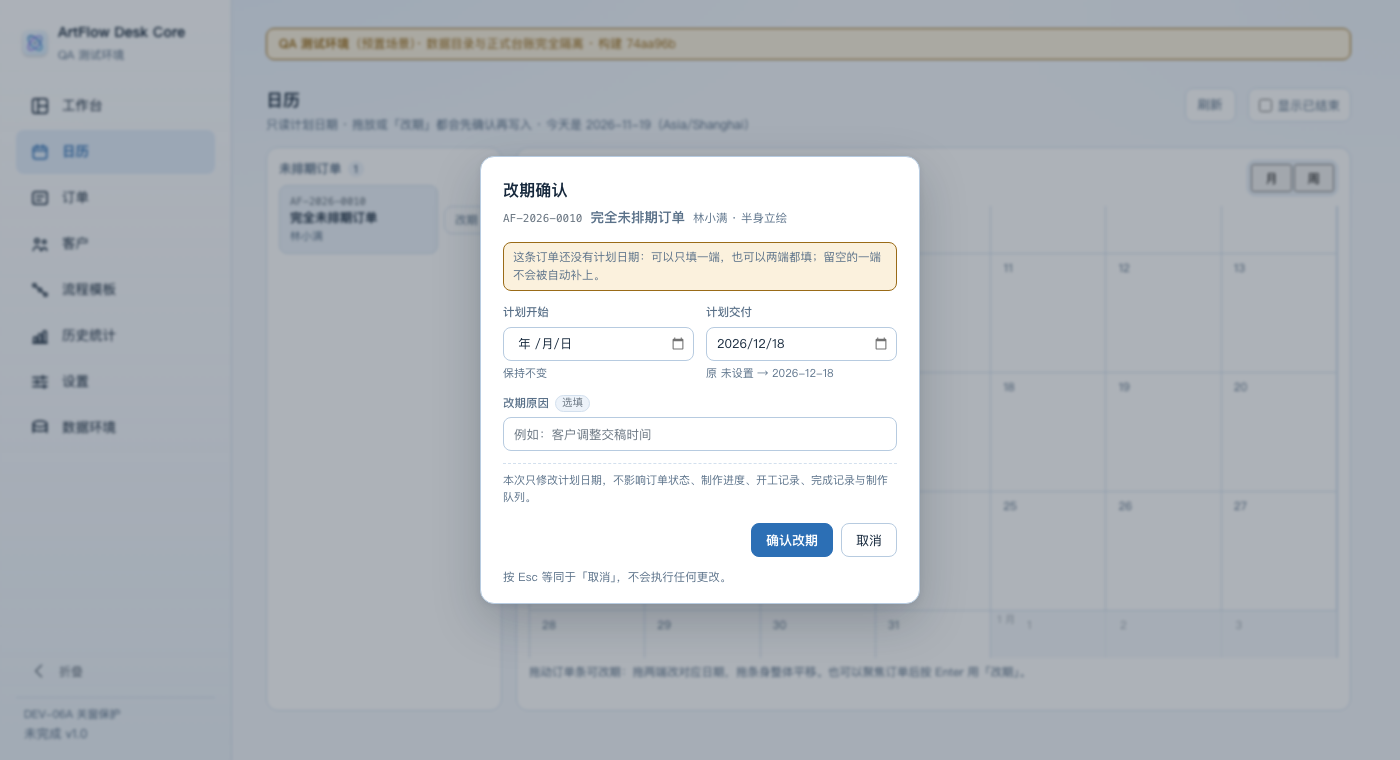 ArtFlow Desk Core
QA 测试环境
工作台
日历
订单
客户
流程模板
历史统计
设置
数据环境
折叠
DEV-06A 关窗保护
未完成 v1.0
QA 测试环境（预置场景）· 数据目录与正式台账完全隔离 · 构建 74aa96b
日历
只读计划日期 · 拖放或「改期」都会先确认再写入 · 今天是 2026-11-19（Asia/Shanghai）
刷新
显示已结束
未排期订单 1
AF-2026-0010
完全未排期订单
林小满
改期
月 周
11 12 13
18 19 20
25 26 27
28 29 30 31 1月 1 2 3
拖动订单条可改期：拖两端改对应日期，拖条身整体平移。也可以聚焦订单后按 Enter 用「改期」。
改期确认
AF-2026-0010 完全未排期订单 林小满 · 半身立绘
这条订单还没有计划日期：可以只填一端，也可以两端都填；留空的一端
不会被自动补上。
计划开始
年 /月/日
保持不变
计划交付
2026/12/18
原 未设置 → 2026-12-18
改期原因 选填
例如：客户调整交稿时间
本次只修改计划日期，不影响订单状态、制作进度、开工记录、完成记录与制作
队列。
确认改期
取消
按 Esc 等同于「取消」，不会执行任何更改。